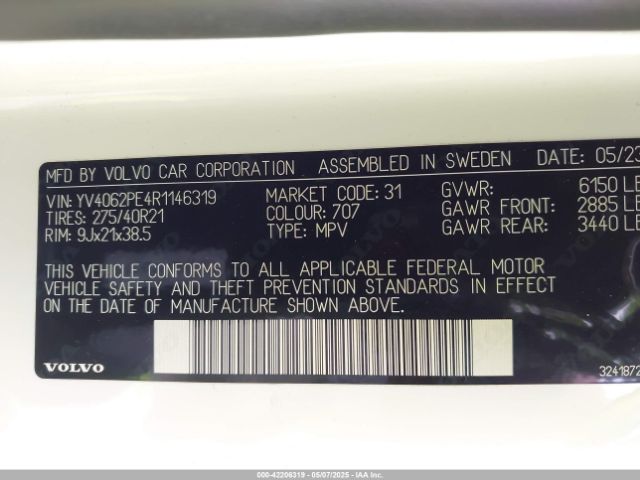 MFD BY VOLVO CAR CORPORATION ASSEMBLED IN SWEDEN DATE: 05/23
VIN: YV4062PE4R1146319 MARKET CODE: 31 GVWR: 6150 LB
TIRES: 275/40R21 COLOUR: 707 GAWR FRONT: 2885 LB
RIM: 9Jx21x38.5 TYPE: MPV GAWR REAR: 3440 LB
THIS VEHICLE CONFORMS TO ALL APPLICABLE FEDERAL MOTOR
VEHICLE SAFETY AND THEFT PREVENTION STANDARDS IN EFFECT
ON THE DATE OF MANUFACTURE SHOWN ABOVE.
VOLVO 3241872
000-42206319 - 05/07/2025 - IAAI.com